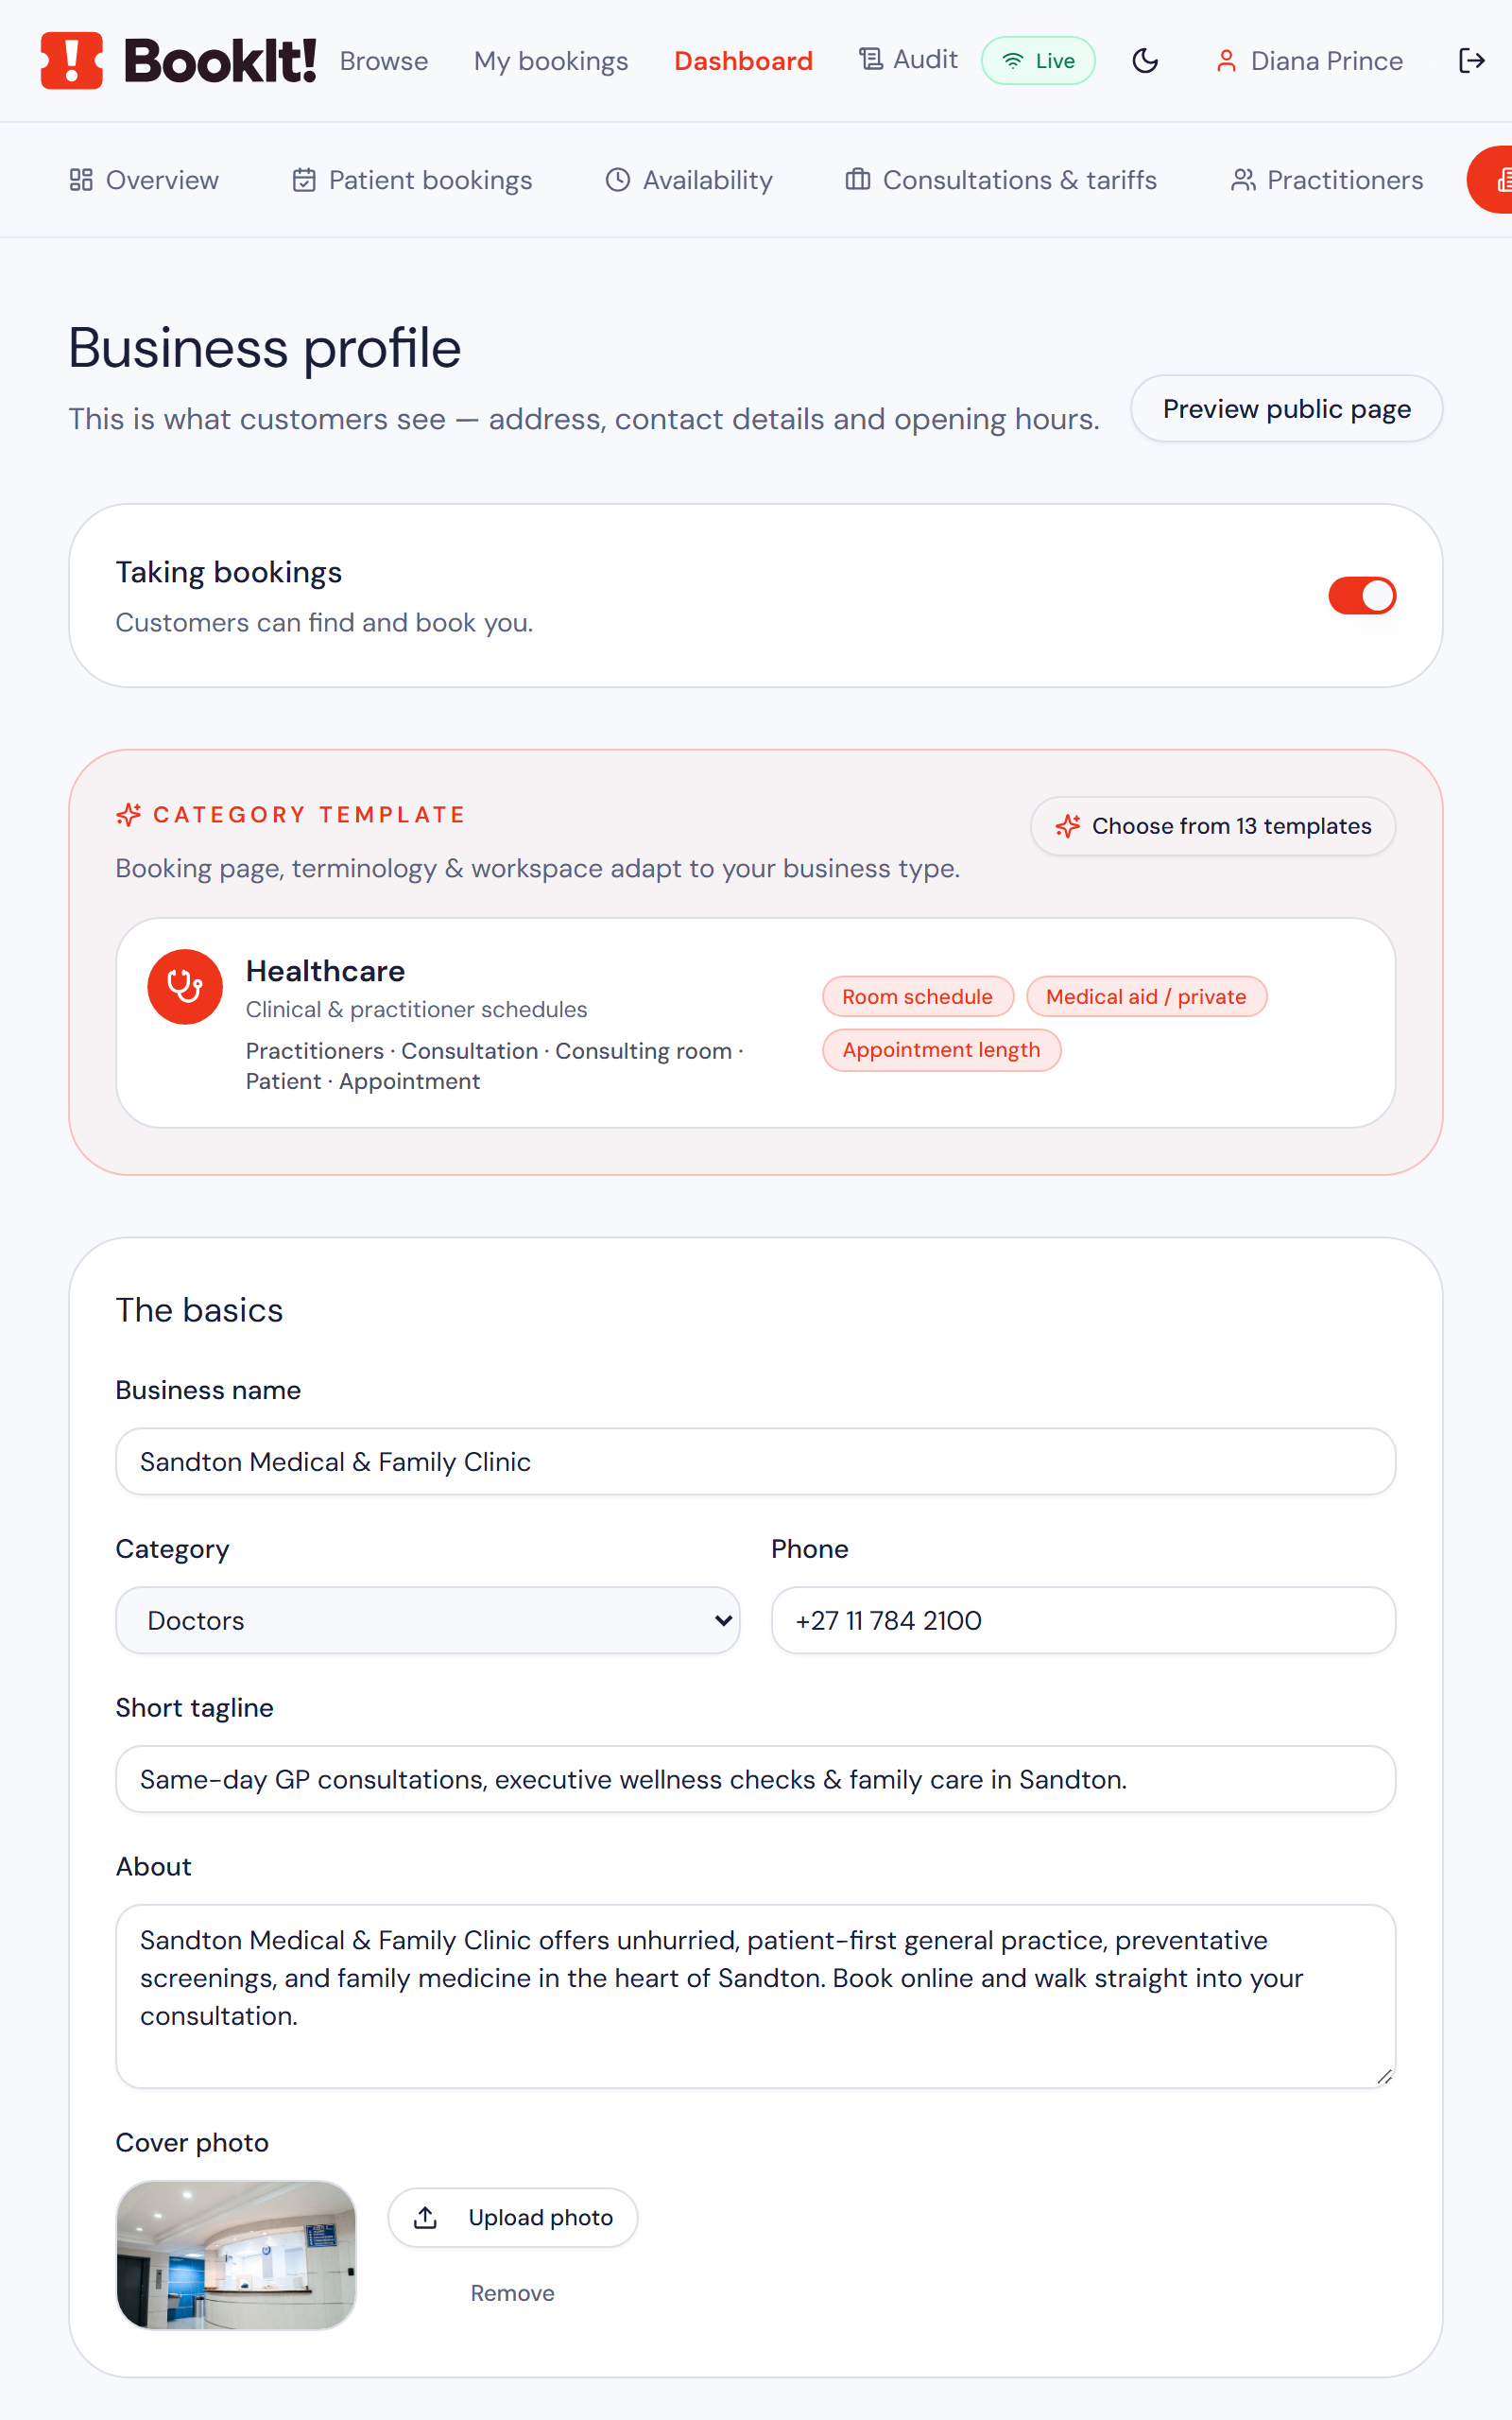 BookIt!
Browse
My bookings
Dashboard
Audit
Live
Diana Prince
Overview
Patient bookings
Availability
Consultations & tariffs
Practitioners
Business profile
This is what customers see — address, contact details and opening hours.
Preview public page
Taking bookings
Customers can find and book you.
CATEGORY TEMPLATE
Choose from 13 templates
Booking page, terminology & workspace adapt to your business type.
Healthcare
Clinical & practitioner schedules
Practitioners · Consultation · Consulting room ·
Patient · Appointment
Room schedule
Medical aid / private
Appointment length
The basics
Business name
Sandton Medical & Family Clinic
Category
Phone
Doctors
+27 11 784 2100
Short tagline
Same-day GP consultations, executive wellness checks & family care in Sandton.
About
Sandton Medical & Family Clinic offers unhurried, patient-first general practice, preventative
screenings, and family medicine in the heart of Sandton. Book online and walk straight into your
consultation.
Cover photo
Upload photo
Remove